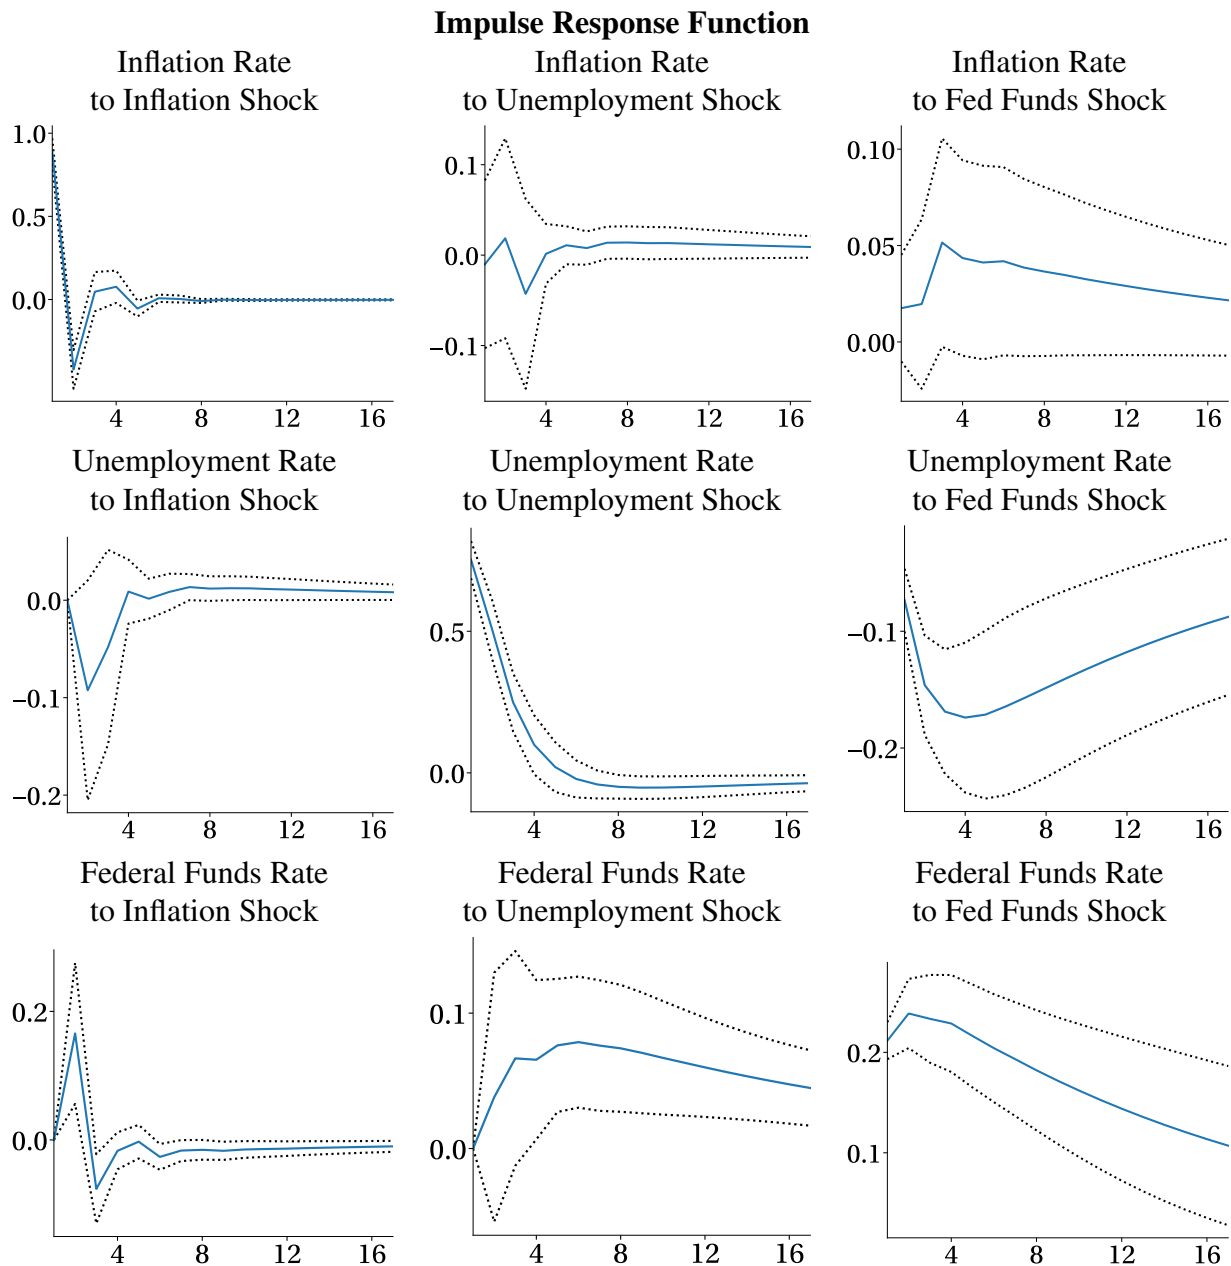 Impulse Response Function
Inflation Rate
to Inflation Shock
Inflation Rate
to Unemployment Shock
Inflation Rate
to Fed Funds Shock
1.0
0.5
0.0
4 8 12 16
0.1
0.0
−0.1
4 8 12 16
0.10
0.05
0.00
4 8 12 16
Unemployment Rate
to Inflation Shock
Unemployment Rate
to Unemployment Shock
Unemployment Rate
to Fed Funds Shock
0.0
−0.1
−0.2
4 8 12 16
0.5
0.0
4 8 12 16
−0.1
−0.2
4 8 12 16
Federal Funds Rate
to Inflation Shock
Federal Funds Rate
to Unemployment Shock
Federal Funds Rate
to Fed Funds Shock
0.2
0.0
4 8 12 16
0.1
0.0
4 8 12 16
0.2
0.1
4 8 12 16